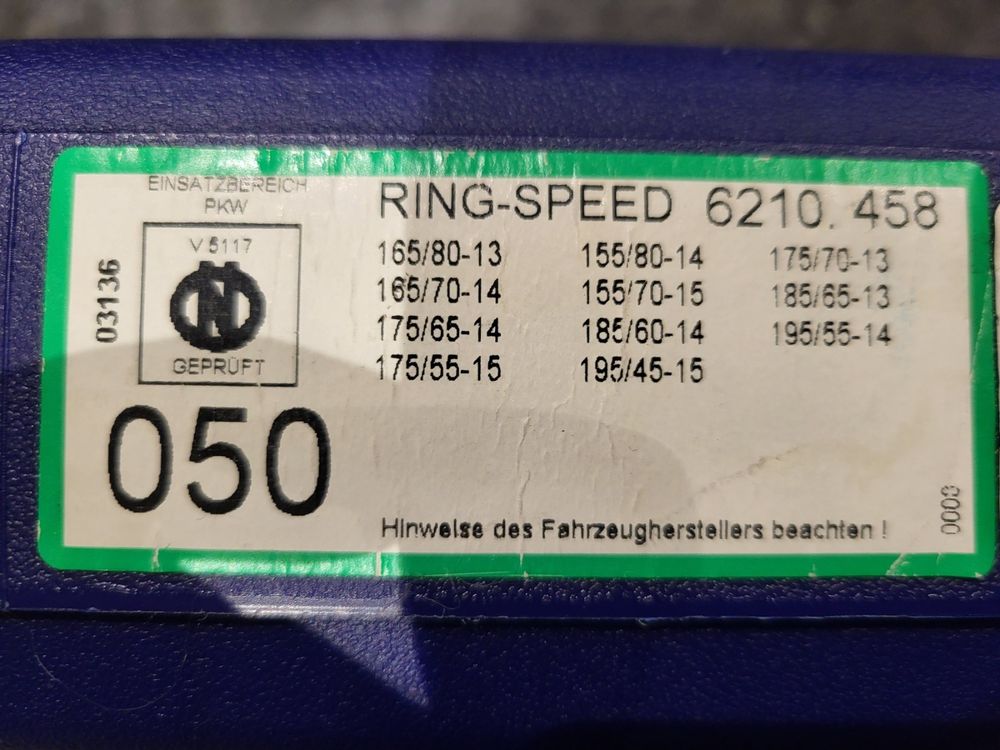 EINSATZBEREICH
PKW
V 5117
N
GEPRÜFT
03136
050
RING-SPEED 6210.458
165/80-13 155/80-14 175/70-13
165/70-14 155/70-15 185/65-13
175/65-14 185/60-14 195/55-14
175/55-15 195/45-15
Hinweise des Fahrzeugherstellers beachten !
0003